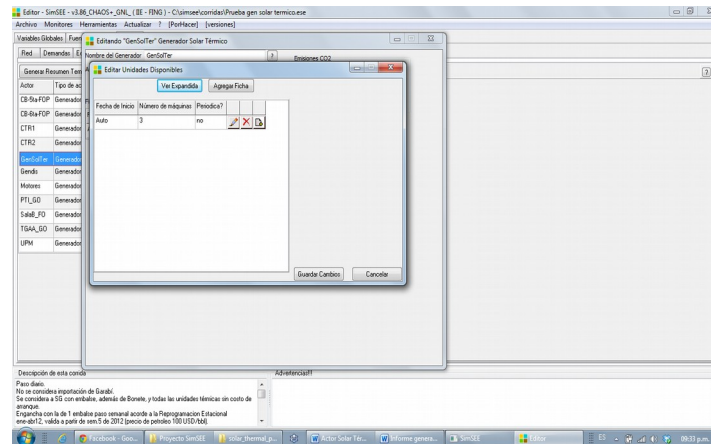 Editor - SimSEE - v3.86_CHAOS+_GNL_ ( IIE - FING ) - C:\simsee\corridas\Prueba gen solar termico.ese
Archivo Monitores Herramientas Actualizar ? [PorHacer] [versiones]
Variables Globales Fuen
Editando "GenSolTer" Generador Solar Térmico
Red Demandas
Nombre del Generador GenSolTer ?
Emisiones CO2
Editar Unidades Disponibles
Generar Resumen Tern
?
Ver Expandida Agregar Ficha
Actor Tipo de ac
Fecha de Inicio Número de máquinas Periodica?
Auto 3 no
CB-5ta-FOP Generador
CB-6ta-FOP Generador
CTR1 Generador
CTR2 Generador
GenSolTer Generador
Gendis Generador
Motores Generador
PTI_GO Generador
SalaB_FO Generador
TGAA_GO Generador
UPM Generador
Guardar Cambios Cancelar
Descripción de esta corrida
Advertencias!!!
Paso diario.
No se considera importación de Garabí.
Se considera a SG con embalse, además de Bonete, y todas las unidades térmicas sin costo de
arranque.
Engancha con la de 1 embalse paso semanal acorde a la Reprogramacion Estacional
ene-abr12, valida a partir de sem.5 de 2012 (precio de petroleo 100 USD/bbl).
Facebook - Goo... Proyecto SimSEE solar_thermal_p... Actor Solar Tér... Informe genera... SimSEE Editor ES 09:33 p.m.